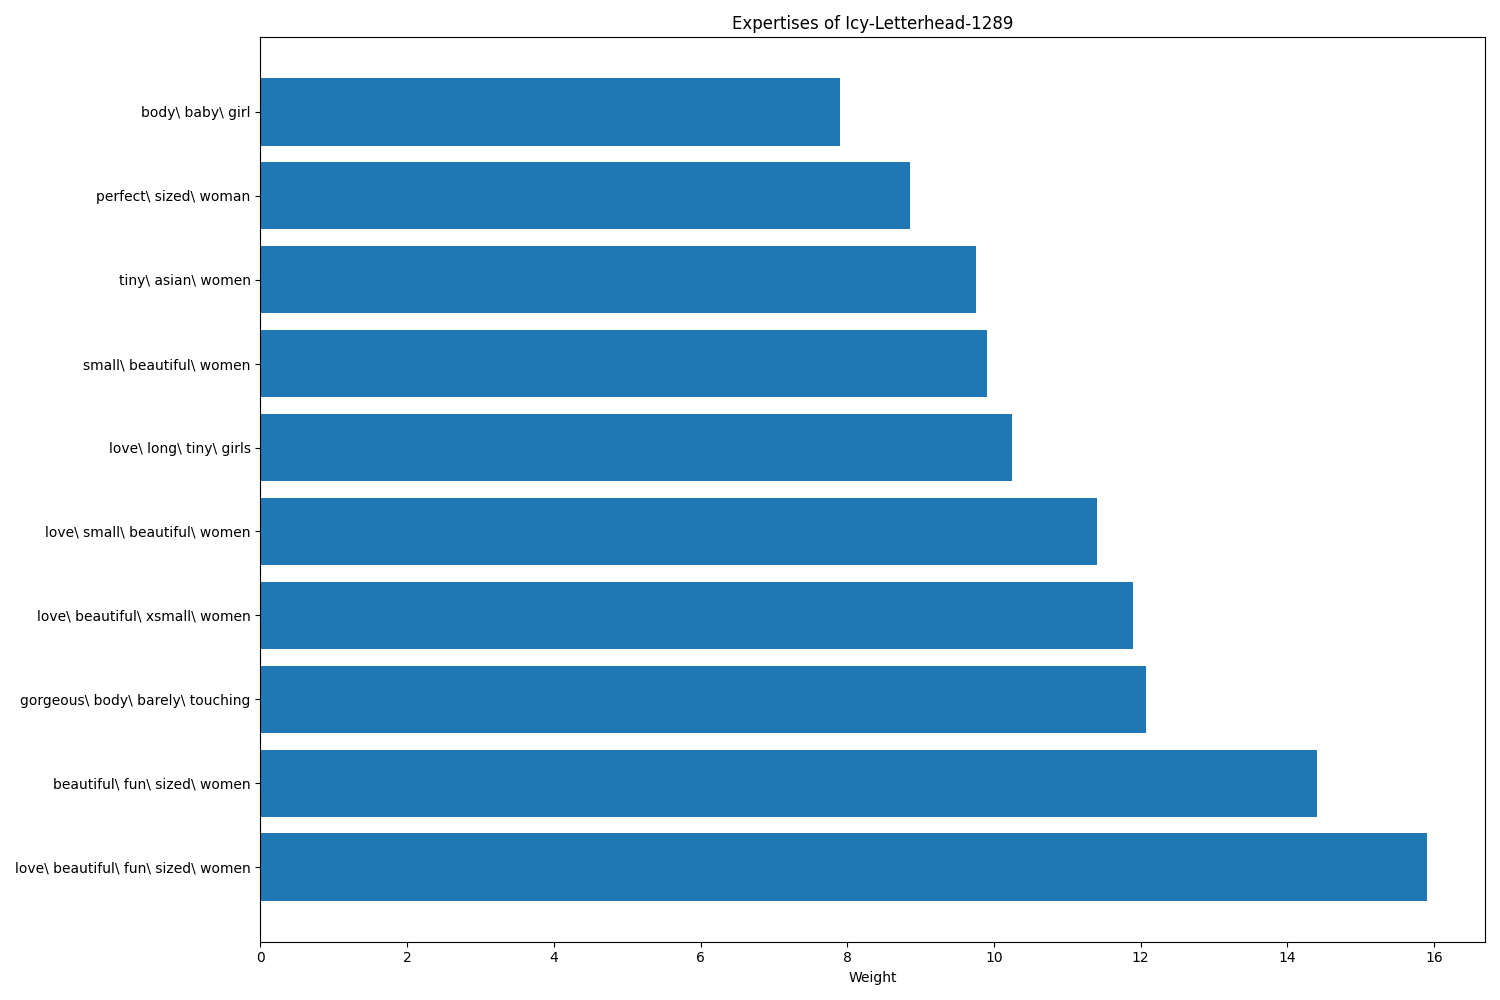 Expertises of Icy-Letterhead-1289
body\ baby\ girl
perfect\ sized\ woman
tiny\ asian\ women
small\ beautiful\ women
love\ long\ tiny\ girls
love\ small\ beautiful\ women
love\ beautiful\ xsmall\ women
gorgeous\ body\ barely\ touching
beautiful\ fun\ sized\ women
love\ beautiful\ fun\ sized\ women
0 2 4 6 8 10 12 14 16
Weight